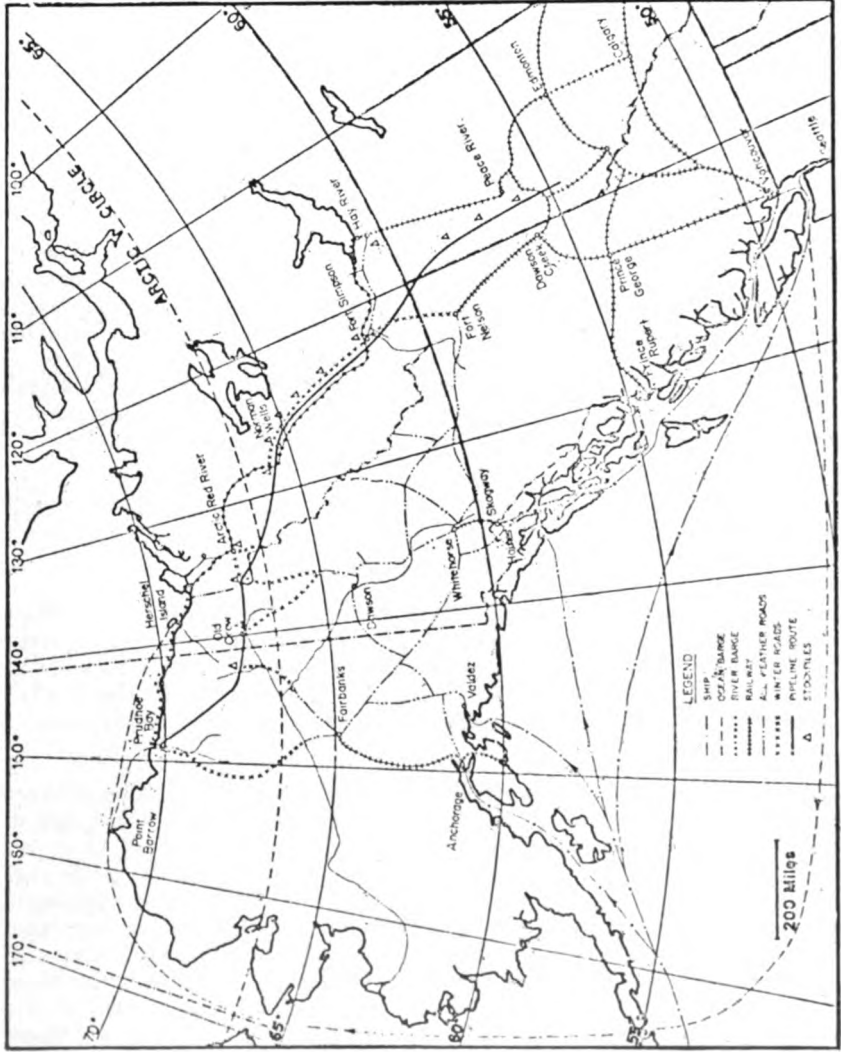 170°
160°
150°
140°
130°
120°
110°
100°
70°
65°
60°
55°
65°
60°
55°
50°
ARCTIC CIRCLE
Point
Barrow
Prudhoe
Bay
Herschel
Island
Old
Crow
Arctic Red River
Norman
Wells
Fort Simpson
Hay River
Peace River
Edmonton
Calgary
Fairbanks
Dawson
Whitehorse
Skagway
Haines
Fort
Nelson
Dawson
Creek
Prince
George
Prince
Rupert
Vancouver
Seattle
Anchorage
Valdez
LEGEND
SHIP
OCEAN BARGE
RIVER BARGE
RAILWAY
ALL WEATHER ROADS
WINTER ROADS
PIPELINE ROUTE
STOCKPILES
200 Miles